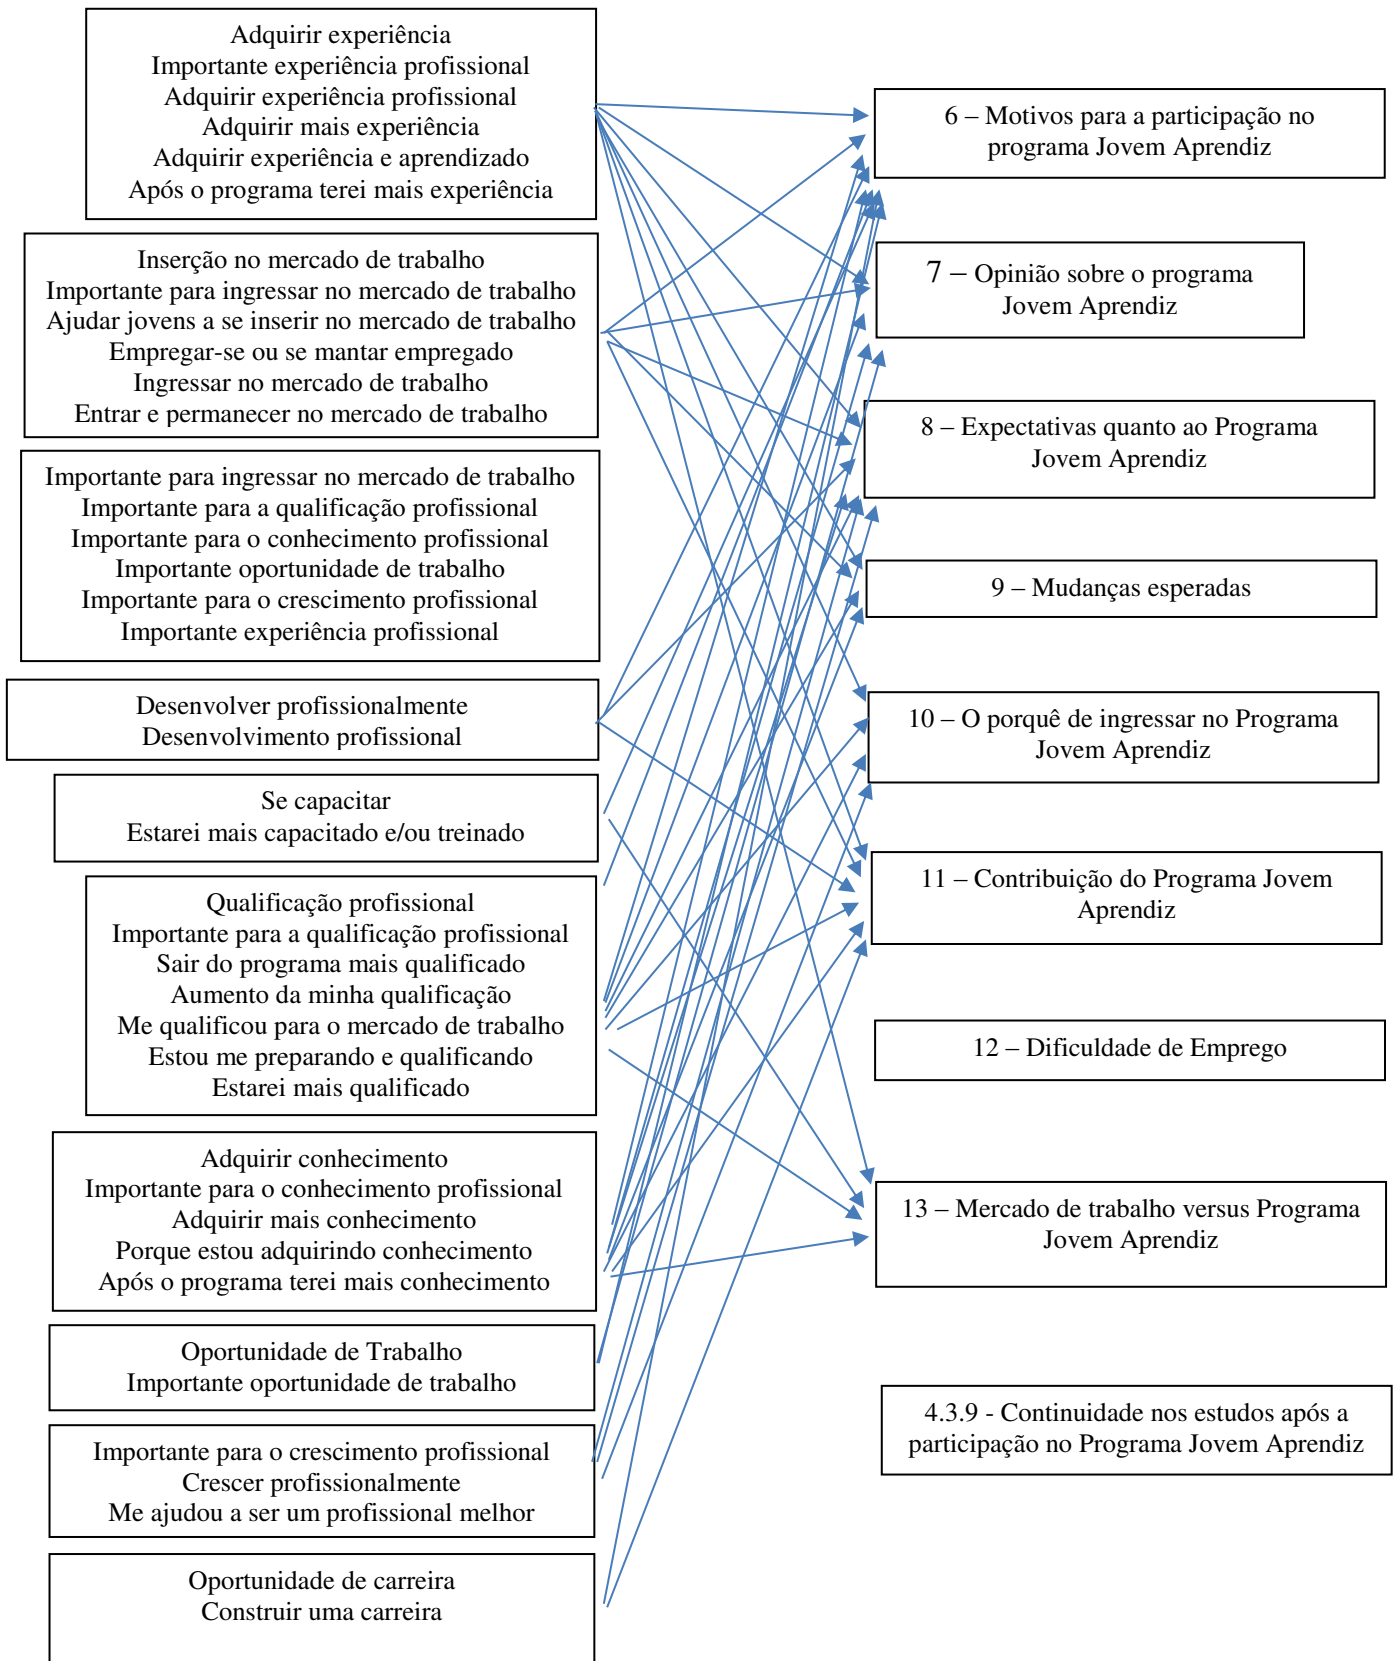 Adquirir experiência
Importante experiência profissional
Adquirir experiência profissional
Adquirir mais experiência
Adquirir experiência e aprendizado
Após o programa terei mais experiência
Inserção no mercado de trabalho
Importante para ingressar no mercado de trabalho
Ajudar jovens a se inserir no mercado de trabalho
Empregar-se ou se mantar empregado
Ingressar no mercado de trabalho
Entrar e permanecer no mercado de trabalho
Importante para ingressar no mercado de trabalho
Importante para a qualificação profissional
Importante para o conhecimento profissional
Importante oportunidade de trabalho
Importante para o crescimento profissional
Importante experiência profissional
Desenvolver profissionalmente
Desenvolvimento profissional
Se capacitar
Estarei mais capacitado e/ou treinado
Qualificação profissional
Importante para a qualificação profissional
Sair do programa mais qualificado
Aumento da minha qualificação
Me qualificou para o mercado de trabalho
Estou me preparando e qualificando
Estarei mais qualificado
Adquirir conhecimento
Importante para o conhecimento profissional
Adquirir mais conhecimento
Porque estou adquirindo conhecimento
Após o programa terei mais conhecimento
Oportunidade de Trabalho
Importante oportunidade de trabalho
Importante para o crescimento profissional
Crescer profissionalmente
Me ajudou a ser um profissional melhor
Oportunidade de carreira
Construir uma carreira
6 – Motivos para a participação no
programa Jovem Aprendiz
7 – Opinião sobre o programa
Jovem Aprendiz
8 – Expectativas quanto ao Programa
Jovem Aprendiz
9 – Mudanças esperadas
10 – O porquê de ingressar no Programa
Jovem Aprendiz
11 – Contribuição do Programa Jovem
Aprendiz
12 – Dificuldade de Emprego
13 – Mercado de trabalho versus Programa
Jovem Aprendiz
4.3.9 - Continuidade nos estudos após a
participação no Programa Jovem Aprendiz